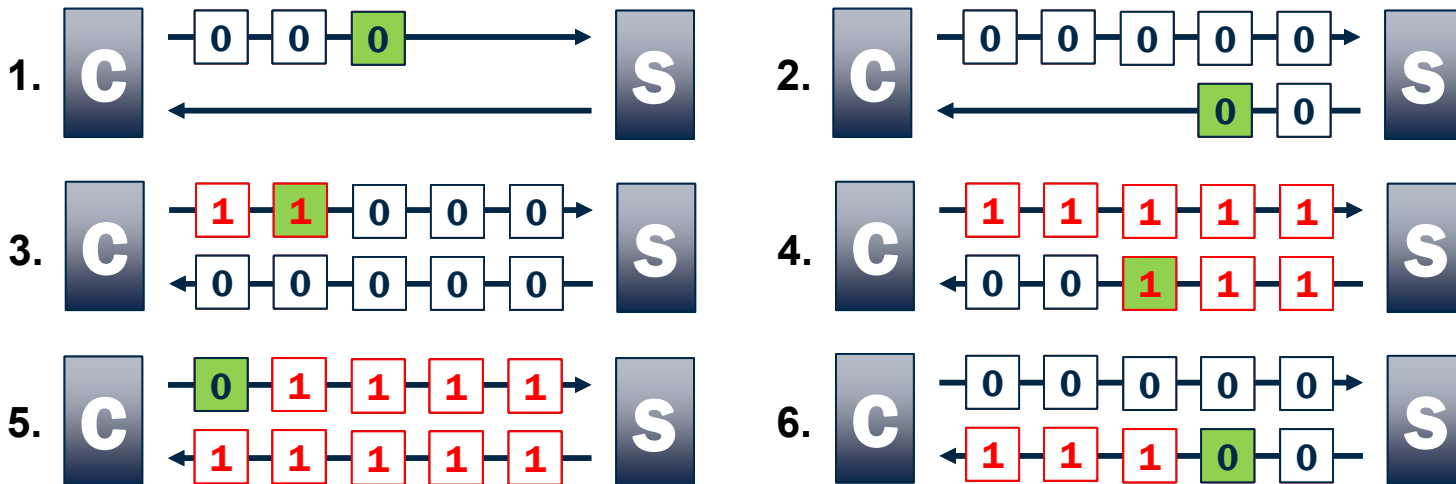 1. C 0 0 0 S
2. C 0 0 0 0 0 S
0 0
3. C 1 1 0 0 0 S
0 0 0 0 0
4. C 1 1 1 1 1 S
0 0 1 1 1
5. C 0 1 1 1 1 S
1 1 1 1 1
6. C 0 0 0 0 0 S
1 1 1 0 0